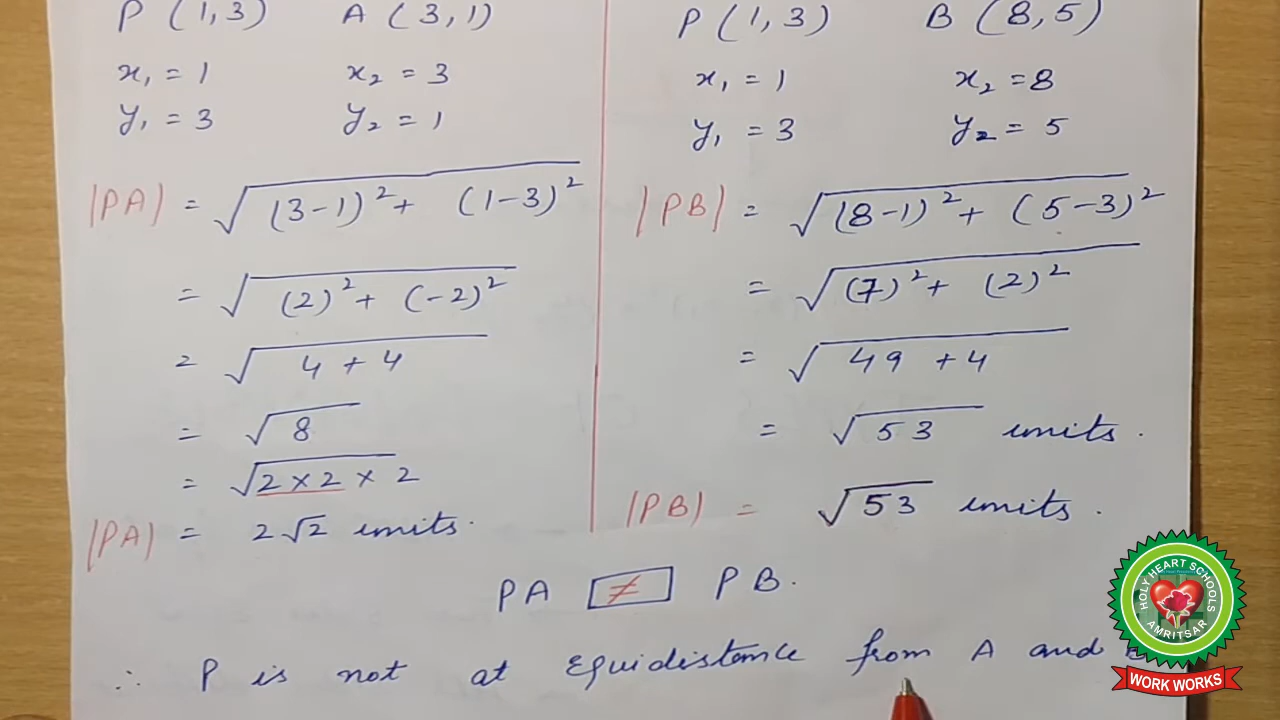 P (1,3) A (3,1)
x₁ = 1 x₂ = 3
y₁ = 3 y₂ = 1
|PA| = √(3-1)² + (1-3)²
= √(2)² + (-2)²
= √4 + 4
= √8
= √2 × 2 × 2
|PA| = 2√2 units.
P (1,3) B (8,5)
x₁ = 1 x₂ = 8
y₁ = 3 y₂ = 5
|PB| = √(8-1)² + (5-3)²
= √(7)² + (2)²
= √49 + 4
= √53 units.
|PB| = √53 units.
PA ≠ PB.
∴ P is not at Equidistance from A and
HOLY HEART SCHOOLS
AMRITSAR
WORK WORKS